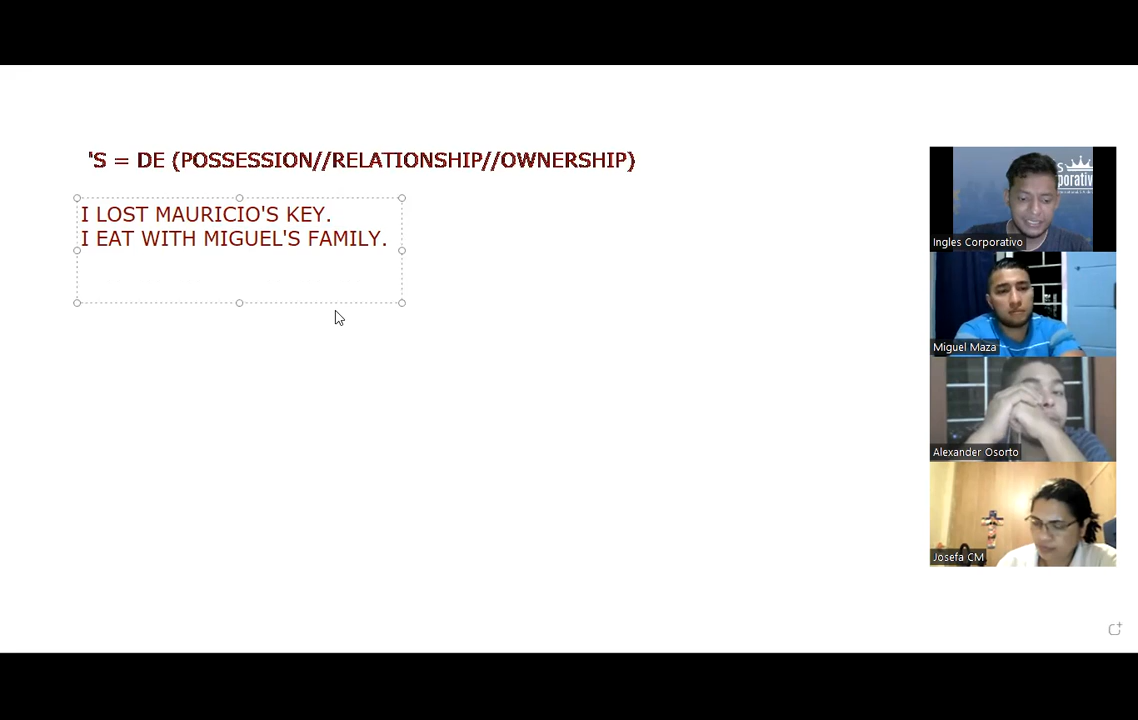 'S = DE (POSSESSION//RELATIONSHIP//OWNERSHIP)
I LOST MAURICIO'S KEY.
I EAT WITH MIGUEL'S FAMILY.
Ingles Corporativo
Miguel Maza
Alexander Osorto
Josefa CM